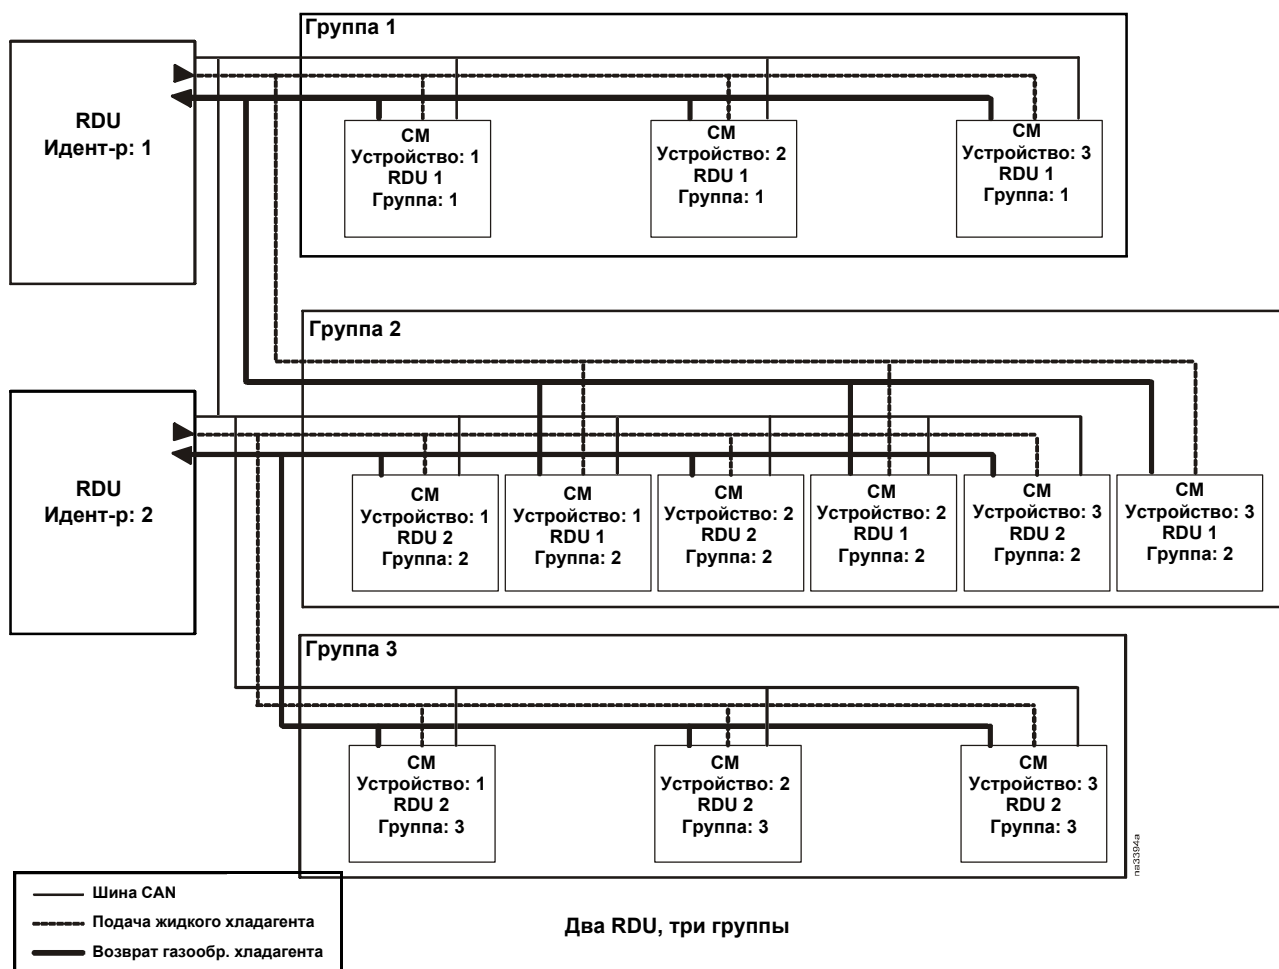 Группа 1
RDU
Идент-р: 1
CM
Устройство: 1
RDU 1
Группа: 1
CM
Устройство: 2
RDU 1
Группа: 1
CM
Устройство: 3
RDU 1
Группа: 1
Группа 2
RDU
Идент-р: 2
CM
Устройство: 1
RDU 2
Группа: 2
CM
Устройство: 1
RDU 1
Группа: 2
CM
Устройство: 2
RDU 2
Группа: 2
CM
Устройство: 2
RDU 1
Группа: 2
CM
Устройство: 3
RDU 2
Группа: 2
CM
Устройство: 3
RDU 1
Группа: 2
Группа 3
CM
Устройство: 1
RDU 2
Группа: 3
CM
Устройство: 2
RDU 2
Группа: 3
CM
Устройство: 3
RDU 2
Группа: 3
na3394a
Шина CAN
Подача жидкого хладагента
Возврат газообр. хладагента
Два RDU, три группы